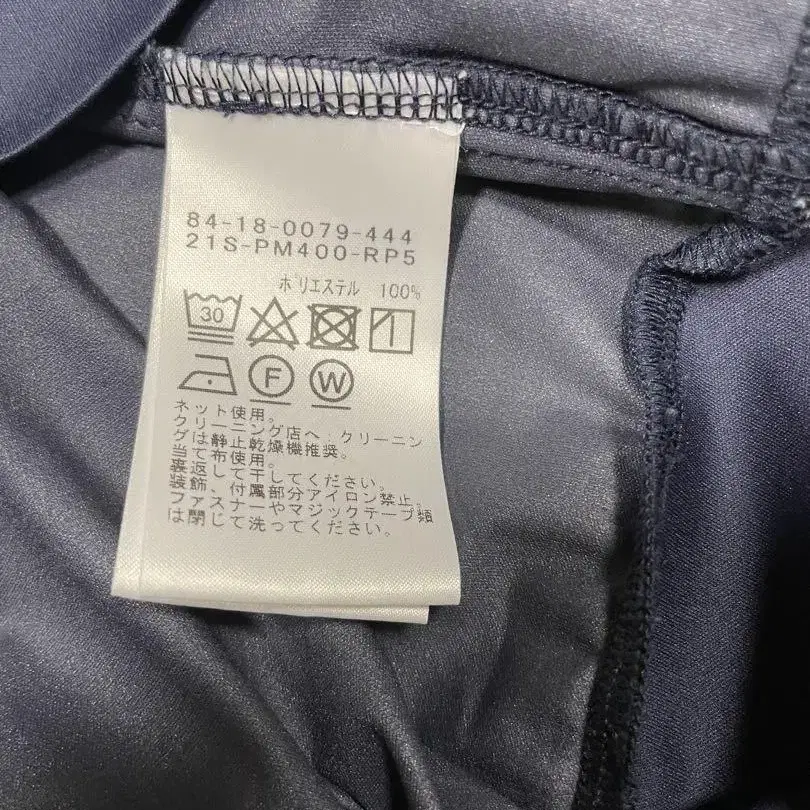 84-18-0079-444
21S-PM400-RP5
ポリエステル 100%
30
F
W
ネット使用。
クリーニング店へ クリーニン
グは静止乾燥機推奨。
当て布使用。
裏返して干してください。
装飾、付属部分アイロン禁止。
ファスナーやマジックテープ類
は閉じて洗ってください。